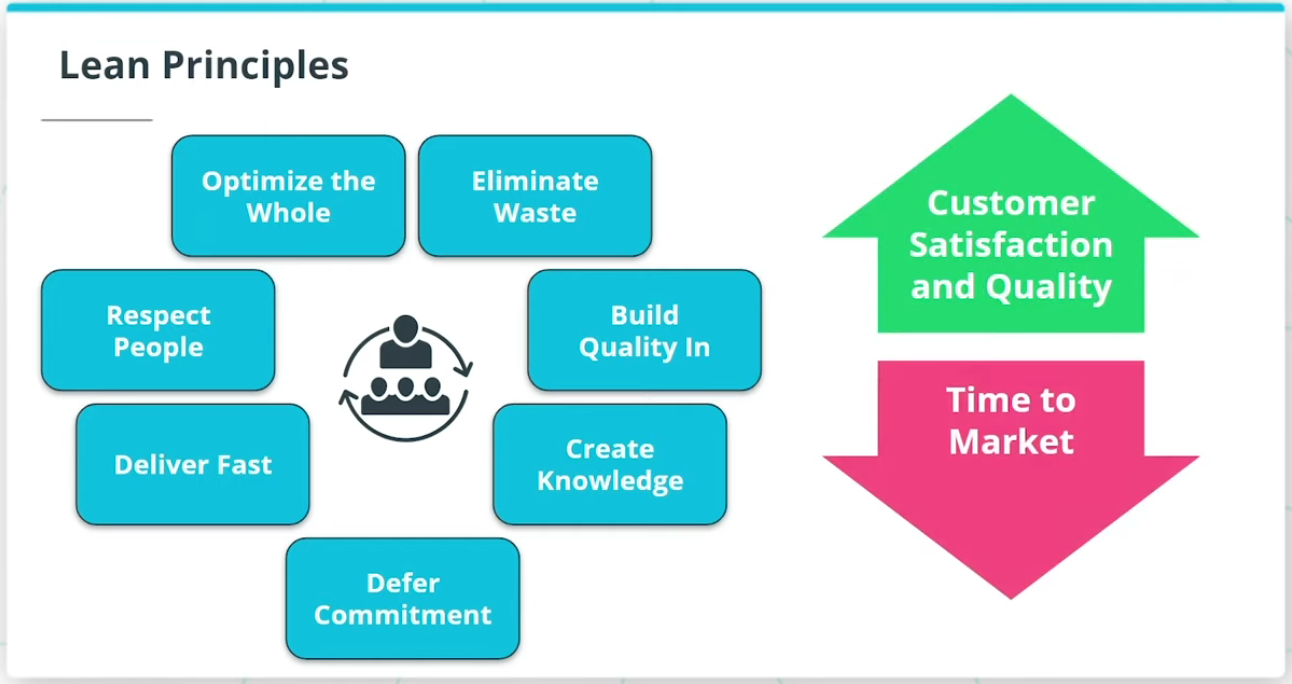 Lean Principles
Optimize the
Whole
Eliminate
Waste
Respect
People
Build
Quality In
Deliver Fast
Create
Knowledge
Defer
Commitment
Customer
Satisfaction
and Quality
Time to
Market